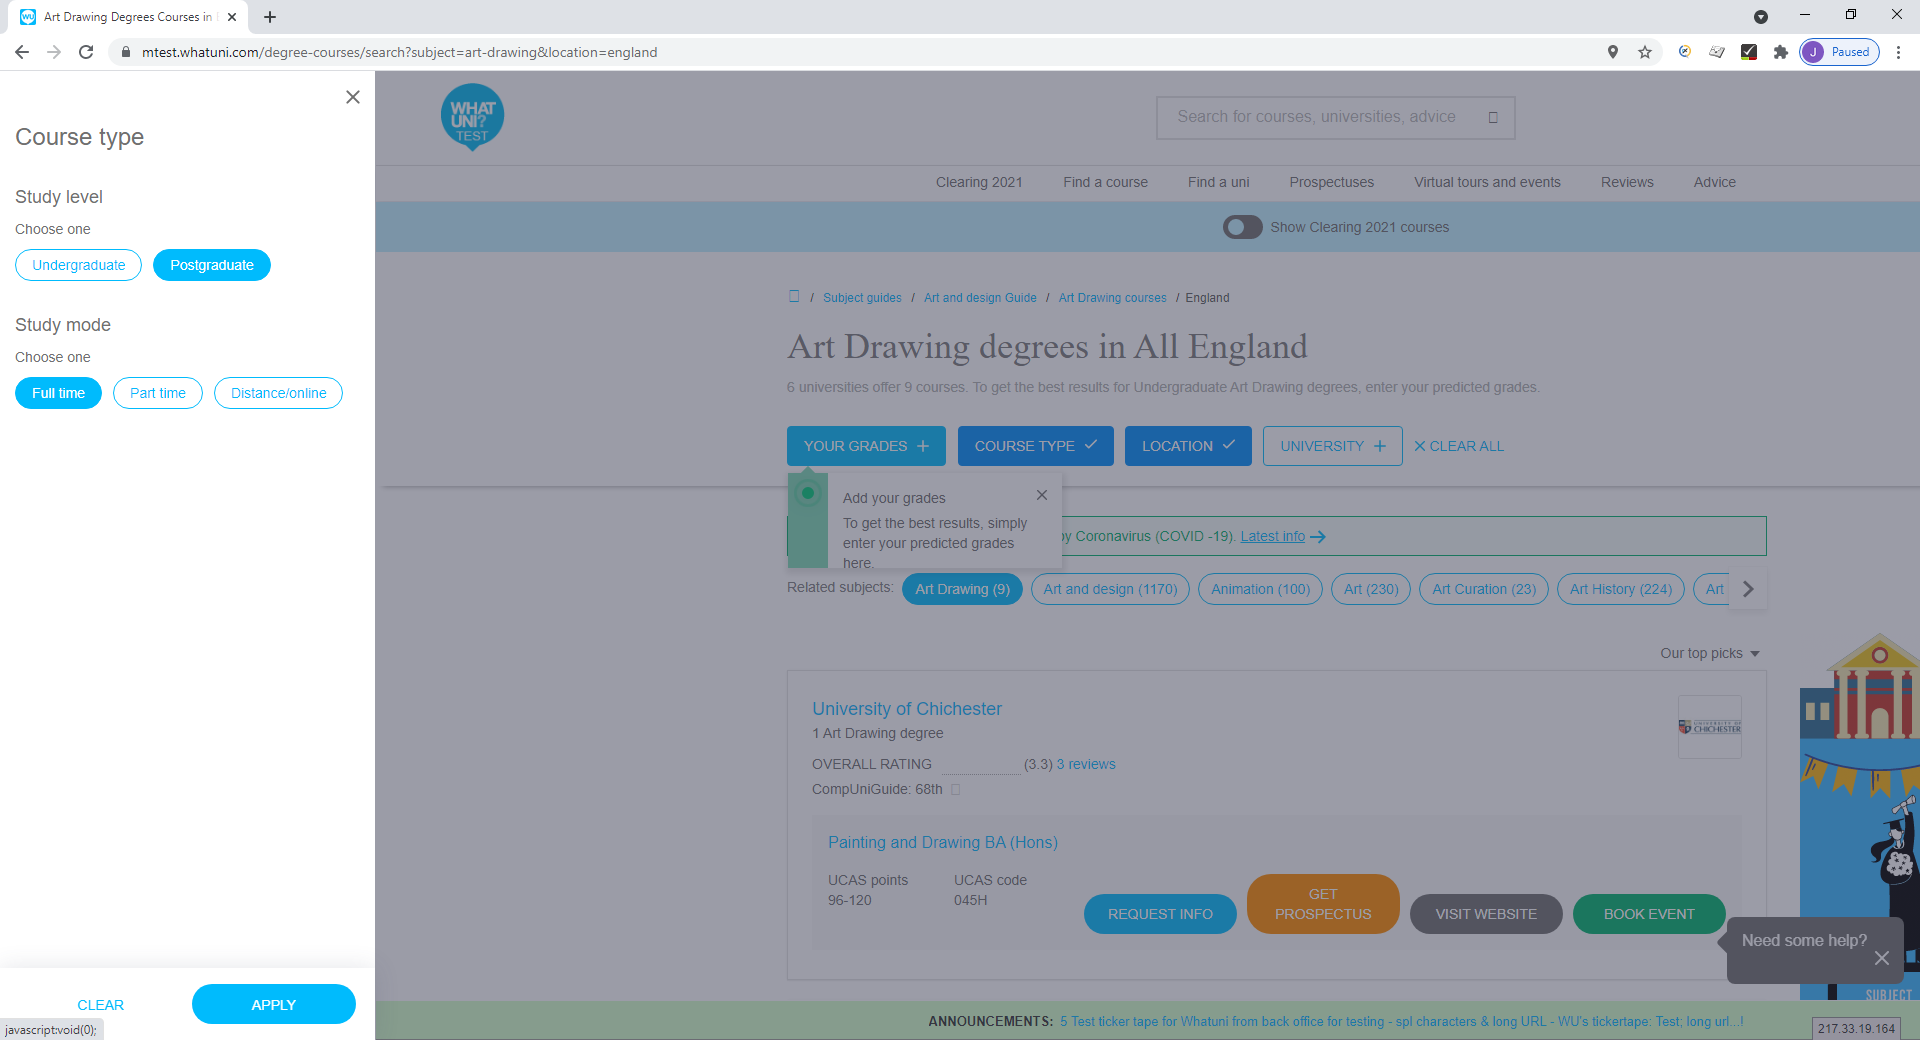 Art Drawing Degrees Courses in
mtest.whatuni.com/degree-courses/search?subject=art-drawing&location=england
J Paused
Course type
Study level
Choose one
Undergraduate Postgraduate
Study mode
Choose one
Full time Part time Distance/online
CLEAR APPLY
javascript:void(0);
WHAT
UNI?
TEST
Search for courses, universities, advice
Clearing 2021 Find a course Find a uni Prospectuses Virtual tours and events Reviews Advice
Show Clearing 2021 courses
/ Subject guides / Art and design Guide / Art Drawing courses / England
Art Drawing degrees in All England
6 universities offer 9 courses. To get the best results for Undergraduate Art Drawing degrees, enter your predicted grades.
YOUR GRADES COURSE TYPE LOCATION UNIVERSITY CLEAR ALL
Add your grades
To get the best results, simply
enter your predicted grades
here.
by Coronavirus (COVID -19). Latest info
Related subjects: Art Drawing (9) Art and design (1170) Animation (100) Art (230) Art Curation (23) Art History (224) Art
Our top picks
University of Chichester
1 Art Drawing degree
UNIVERSITY OF
CHICHESTER
OVERALL RATING (3.3) 3 reviews
CompUniGuide: 68th
Painting and Drawing BA (Hons)
UCAS points UCAS code
96-120 045H
REQUEST INFO GET PROSPECTUS VISIT WEBSITE BOOK EVENT
Need some help?
SUBJECT
ANNOUNCEMENTS: 5 Test ticker tape for Whatuni from back office for testing - spl characters & long URL - WU's tickertape: Test; long url...!
217.33.19.164